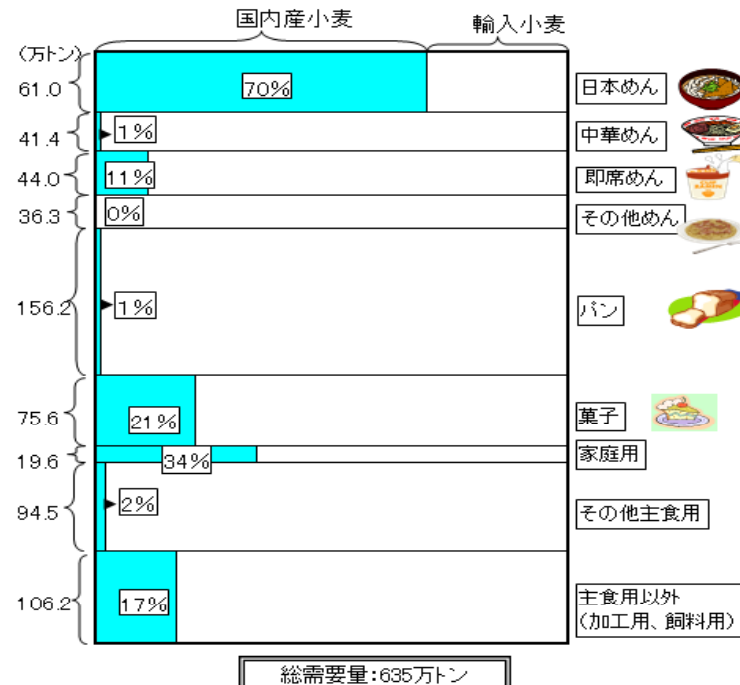 国内産小麦
輸入小麦
(万トン)
61.0
70%
日本めん
41.4
1%
中華めん
44.0
11%
即席めん
36.3
0%
その他めん
156.2
1%
パン
75.6
21%
菓子
19.6
34%
家庭用
94.5
2%
その他主食用
106.2
17%
主食用以外
(加工用、飼料用)
総需要量:635万トン